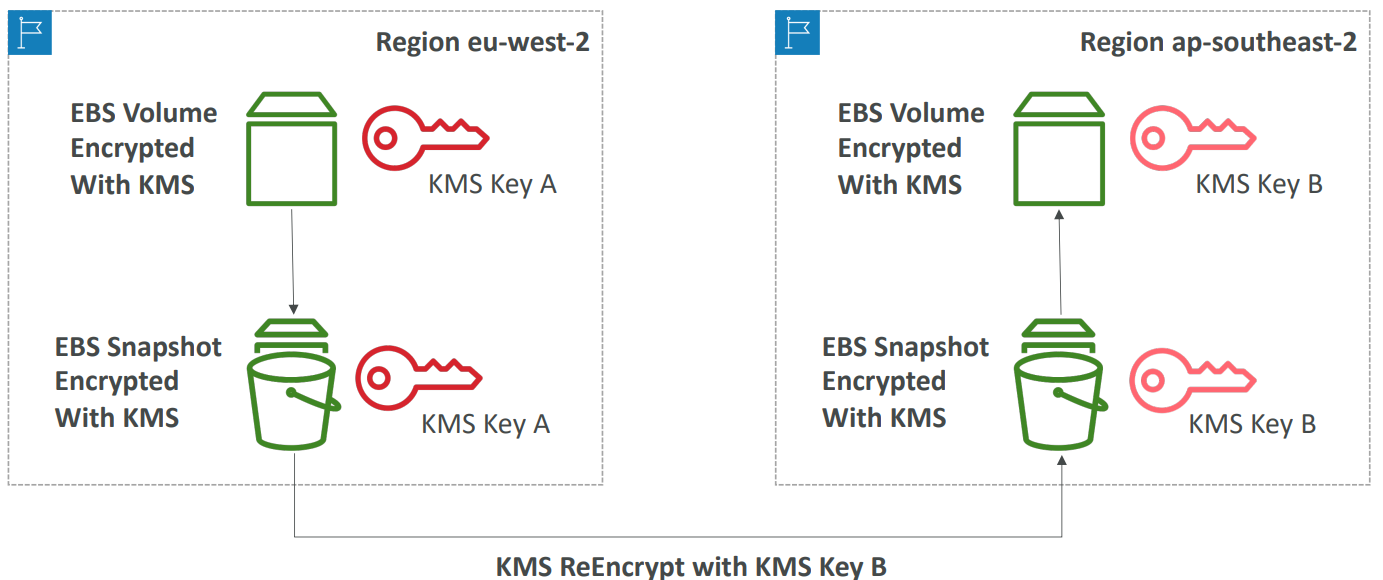 Region eu-west-2
EBS Volume
Encrypted
With KMS
KMS Key A
EBS Snapshot
Encrypted
With KMS
KMS Key A
Region ap-southeast-2
EBS Volume
Encrypted
With KMS
KMS Key B
EBS Snapshot
Encrypted
With KMS
KMS Key B
KMS ReEncrypt with KMS Key B